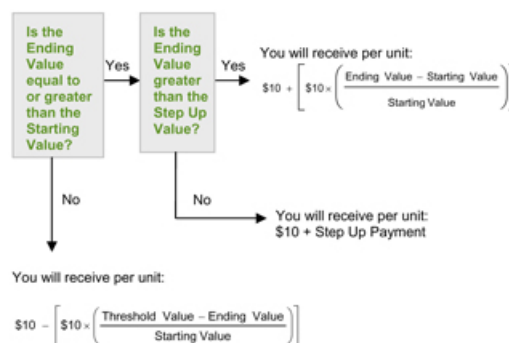 Is the
Ending
Value
equal to
or greater
than the
Starting
Value?
Yes
Is the
Ending
Value
greater
than the
Step Up
Value?
Yes
You will receive per unit:
$10 + [ $10 × ( Ending Value – Starting Value
Starting Value )
No
No
You will receive per unit:
$10 + Step Up Payment
You will receive per unit:
$10 – [ $10 × ( Threshold Value – Ending Value
Starting Value ) ]